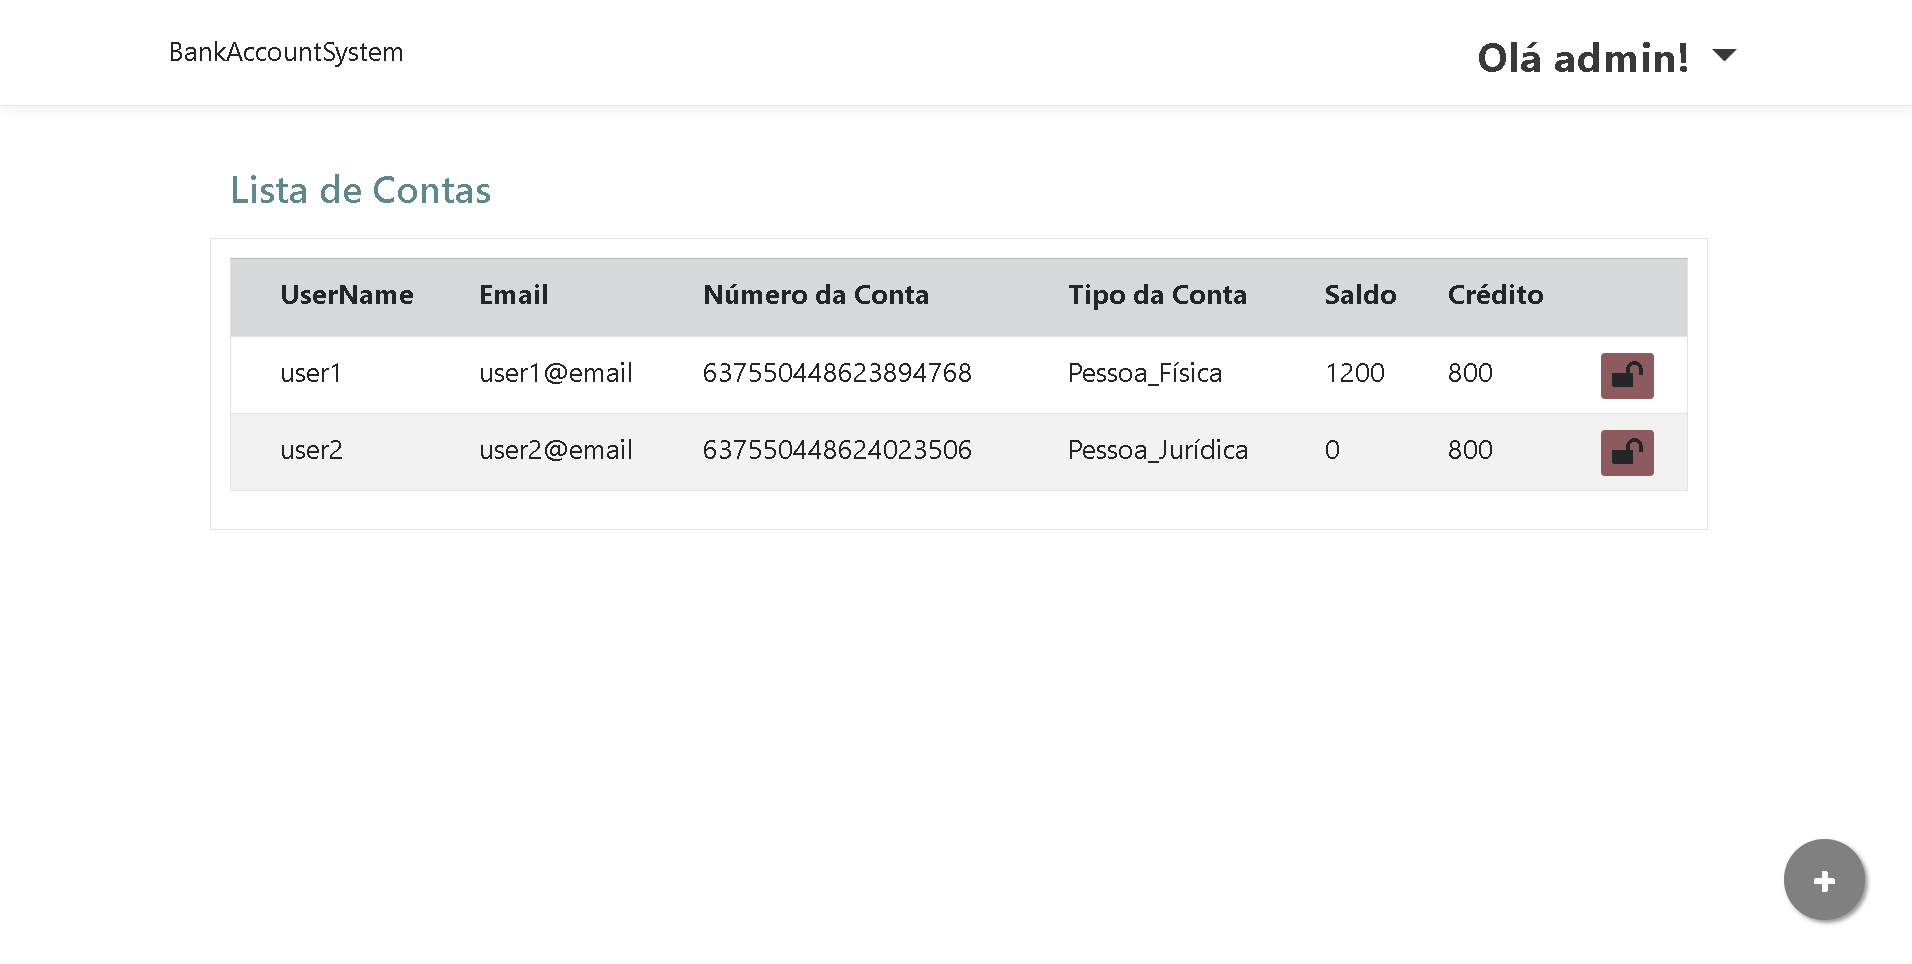 BankAccountSystem
Olá admin!
Lista de Contas
UserName Email Número da Conta Tipo da Conta Saldo Crédito
user1 user1@email 637550448623894768 Pessoa_Física 1200 800
user2 user2@email 637550448624023506 Pessoa_Jurídica 0 800